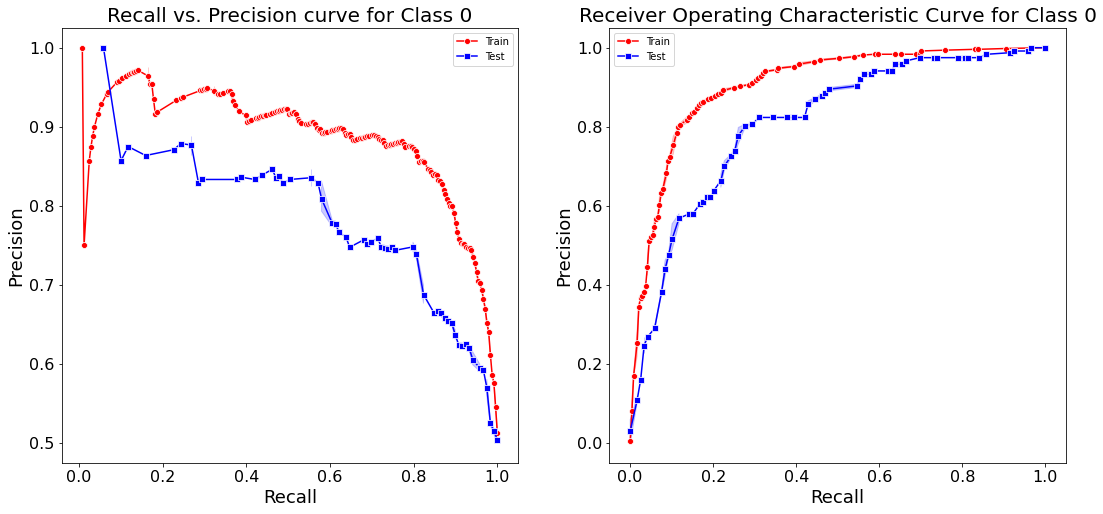 Recall vs. Precision curve for Class 0
Train
Test
1.0
0.9
0.8
0.7
0.6
0.5
Precision
0.0 0.2 0.4 0.6 0.8 1.0
Recall
Receiver Operating Characteristic Curve for Class 0
Train
Test
1.0
0.8
0.6
0.4
0.2
0.0
Precision
0.0 0.2 0.4 0.6 0.8 1.0
Recall